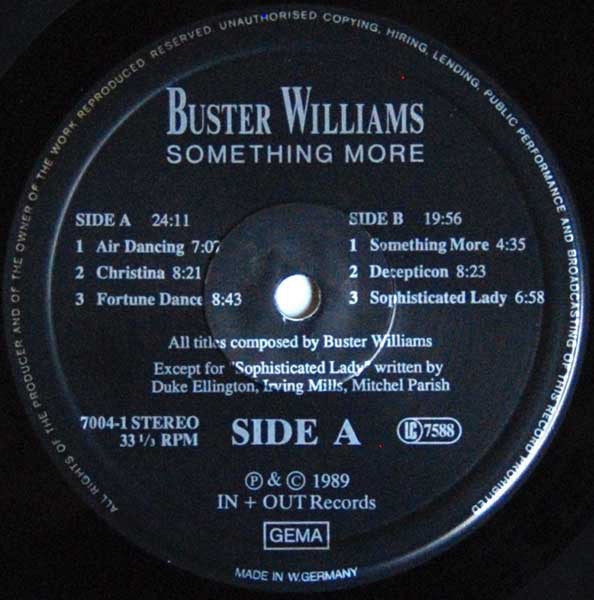 ALL RIGHTS OF THE PRODUCER AND OF THE OWNER OF THE WORK REPRODUCED RESERVED. UNAUTHORISED COPYING, HIRING, LENDING, PUBLIC PERFORMANCE AND BROADCASTING OF THIS RECORD PROHIBITED
BUSTER WILLIAMS
SOMETHING MORE
SIDE A 24:11
1 Air Dancing 7:07
2 Christina 8:21
3 Fortune Dance 8:43
SIDE B 19:56
1 Something More 4:35
2 Decepticon 8:23
3 Sophisticated Lady 6:58
All titles composed by Buster Williams
Except for "Sophisticated Lady" written by
Duke Ellington, Irving Mills, Mitchel Parish
7004-1 STEREO
33 1/3 RPM
SIDE A
LC 7588
℗ & © 1989
IN + OUT Records
GEMA
MADE IN W.GERMANY